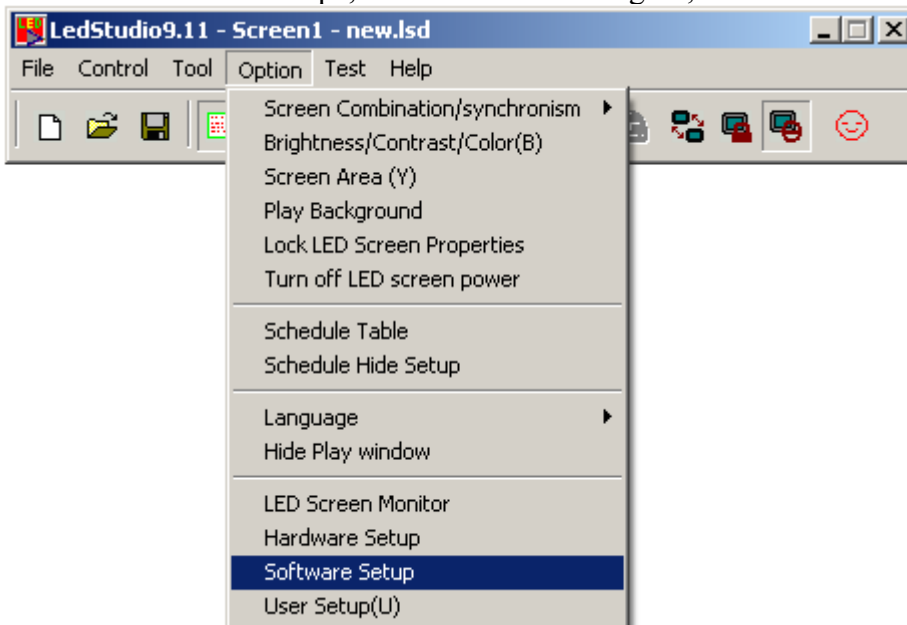 LedStudio9.11 - Screen1 - new.lsd
File Control Tool Option Test Help
Screen Combination/synchronism
Brightness/Contrast/Color(B)
Screen Area (Y)
Play Background
Lock LED Screen Properties
Turn off LED screen power
Schedule Table
Schedule Hide Setup
Language
Hide Play window
LED Screen Monitor
Hardware Setup
Software Setup
User Setup(U)